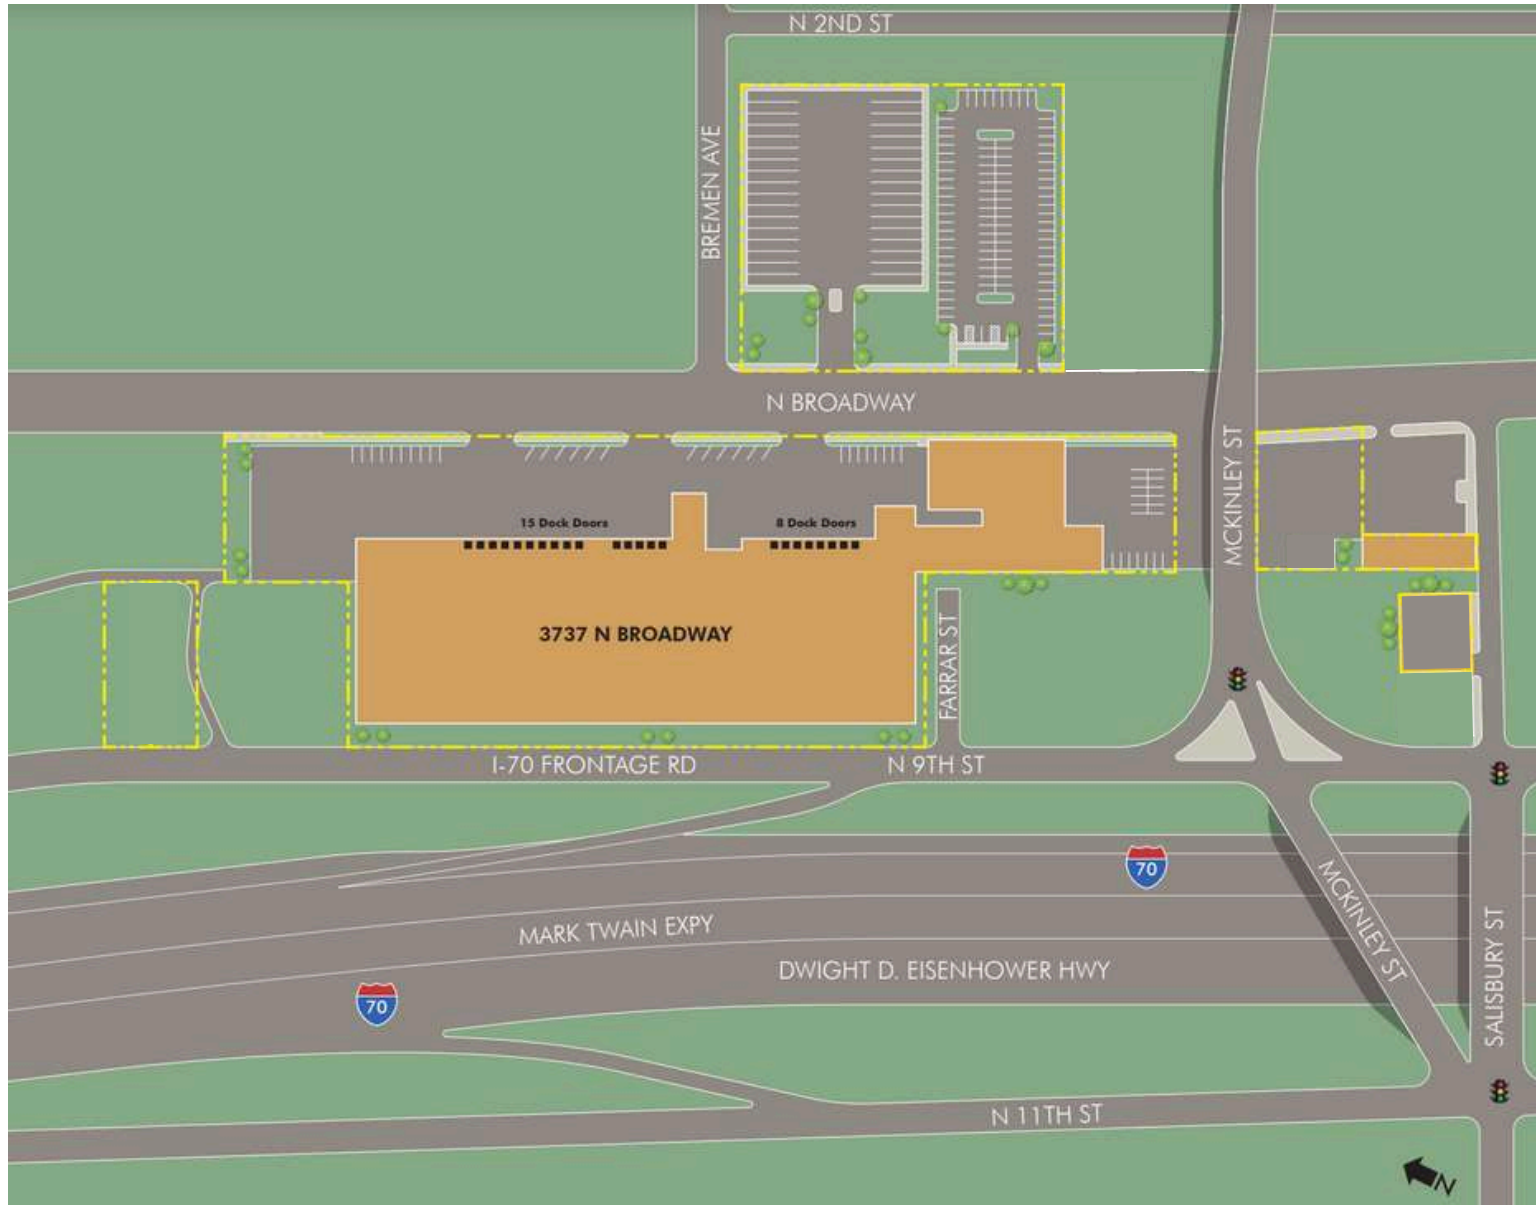 N 2ND ST
BREMEN AVE
N BROADWAY
MCKINLEY ST
15 Dock Doors
8 Dock Doors
3737 N BROADWAY
FARRAR ST
I-70 FRONTAGE RD
N 9TH ST
70
MCKINLEY ST
MARK TWAIN EXPY
DWIGHT D. EISENHOWER HWY
SALISBURY ST
70
N 11TH ST
N